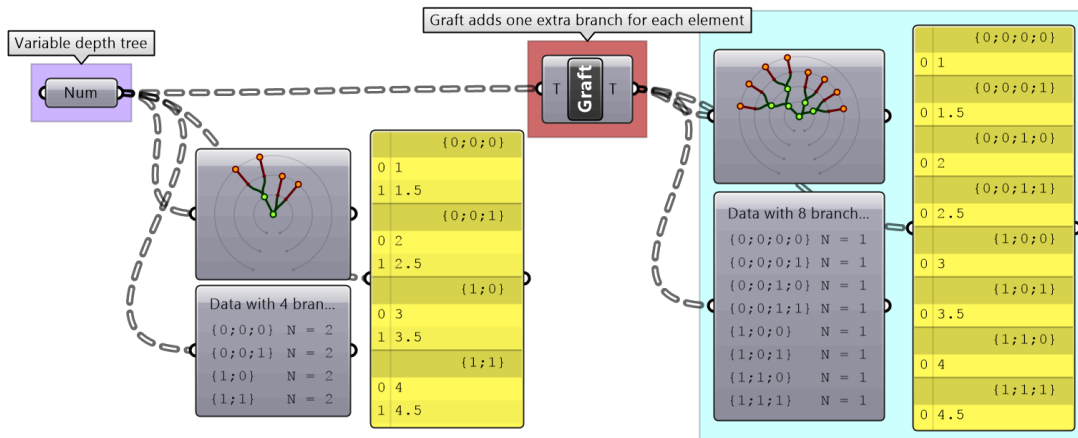 Graft adds one extra branch for each element
Variable depth tree
Num
T Graft T
{0;0;0}
0 1
1 1.5
{0;0;1}
0 2
1 2.5
{1;0}
0 3
1 3.5
{1;1}
0 4
1 4.5
Data with 4 bran...
{0;0;0} N = 2
{0;0;1} N = 2
{1;0} N = 2
{1;1} N = 2
Data with 8 branch...
{0;0;0;0} N = 1
{0;0;0;1} N = 1
{0;0;1;0} N = 1
{0;0;1;1} N = 1
{1;0;0} N = 1
{1;0;1} N = 1
{1;1;0} N = 1
{1;1;1} N = 1
{0;0;0;0}
0 1
{0;0;0;1}
0 1.5
{0;0;1;0}
0 2
{0;0;1;1}
0 2.5
{1;0;0}
0 3
{1;0;1}
0 3.5
{1;1;0}
0 4
{1;1;1}
0 4.5